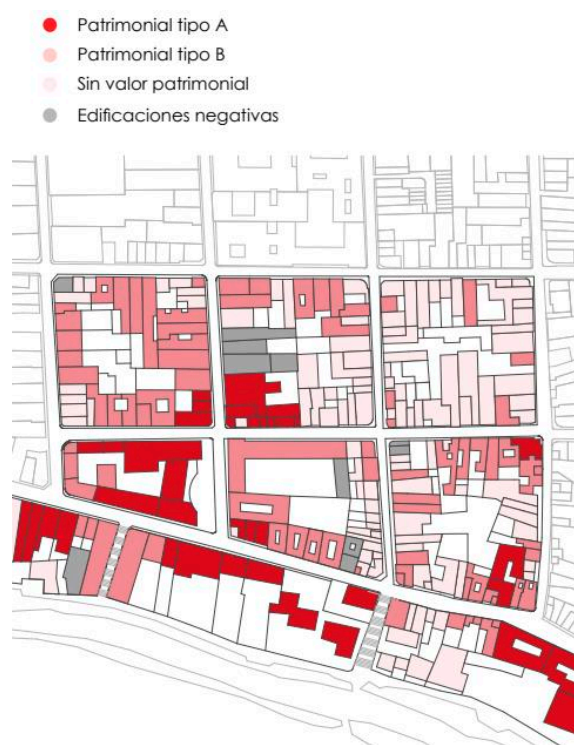 Patrimonial tipo A
Patrimonial tipo B
Sin valor patrimonial
Edificaciones negativas